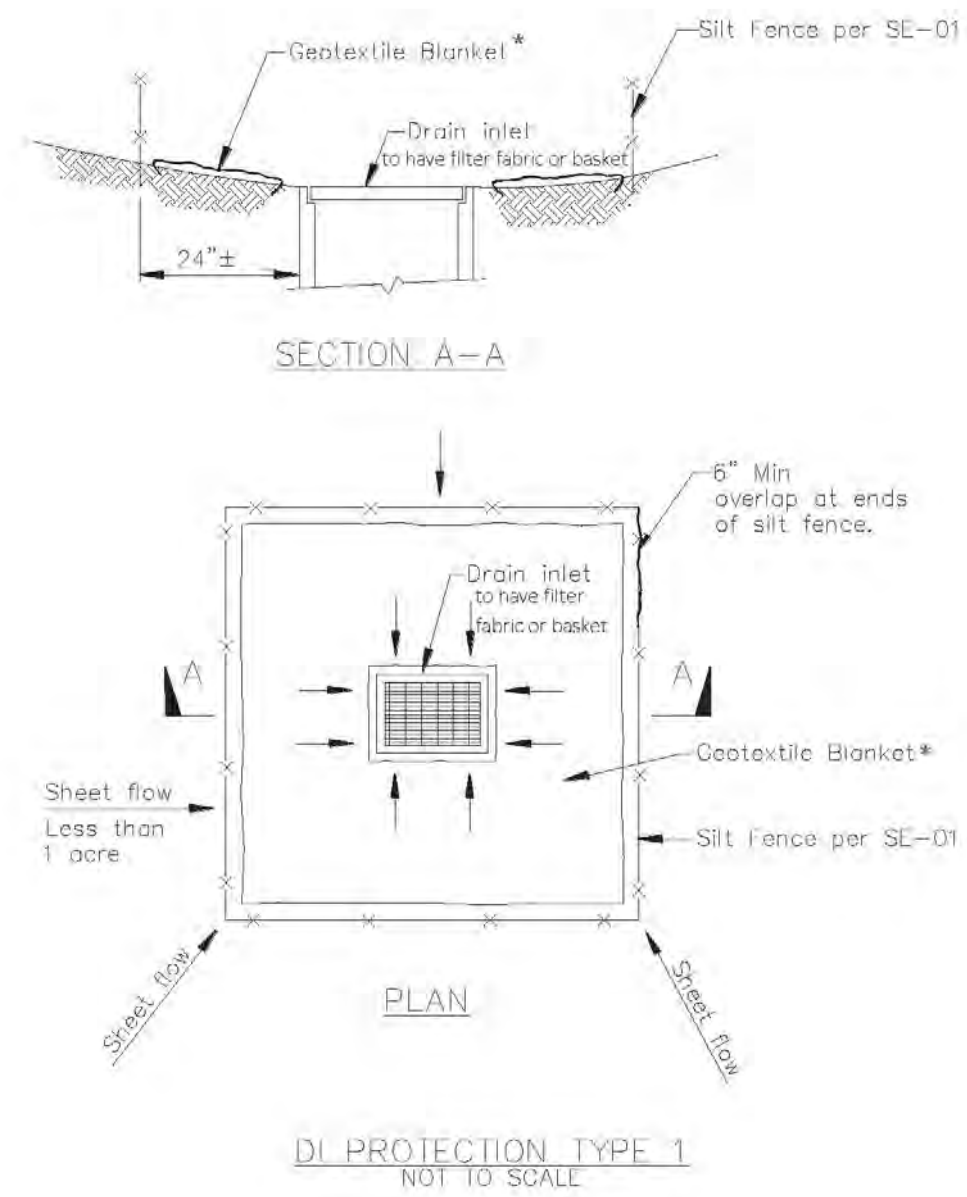 Silt Fence per SE-01
Geotextile Blanket*
Drain inlet
to have filter fabric or basket
24"±
SECTION A-A
6" Min
overlap at ends
of silt fence.
Drain inlet
to have filter
fabric or basket
A
A
Geotextile Blanket*
Sheet flow
Less than
1 acre
Silt Fence per SE-01
Sheet flow
Sheet flow
PLAN
DI PROTECTION TYPE 1
NOT TO SCALE